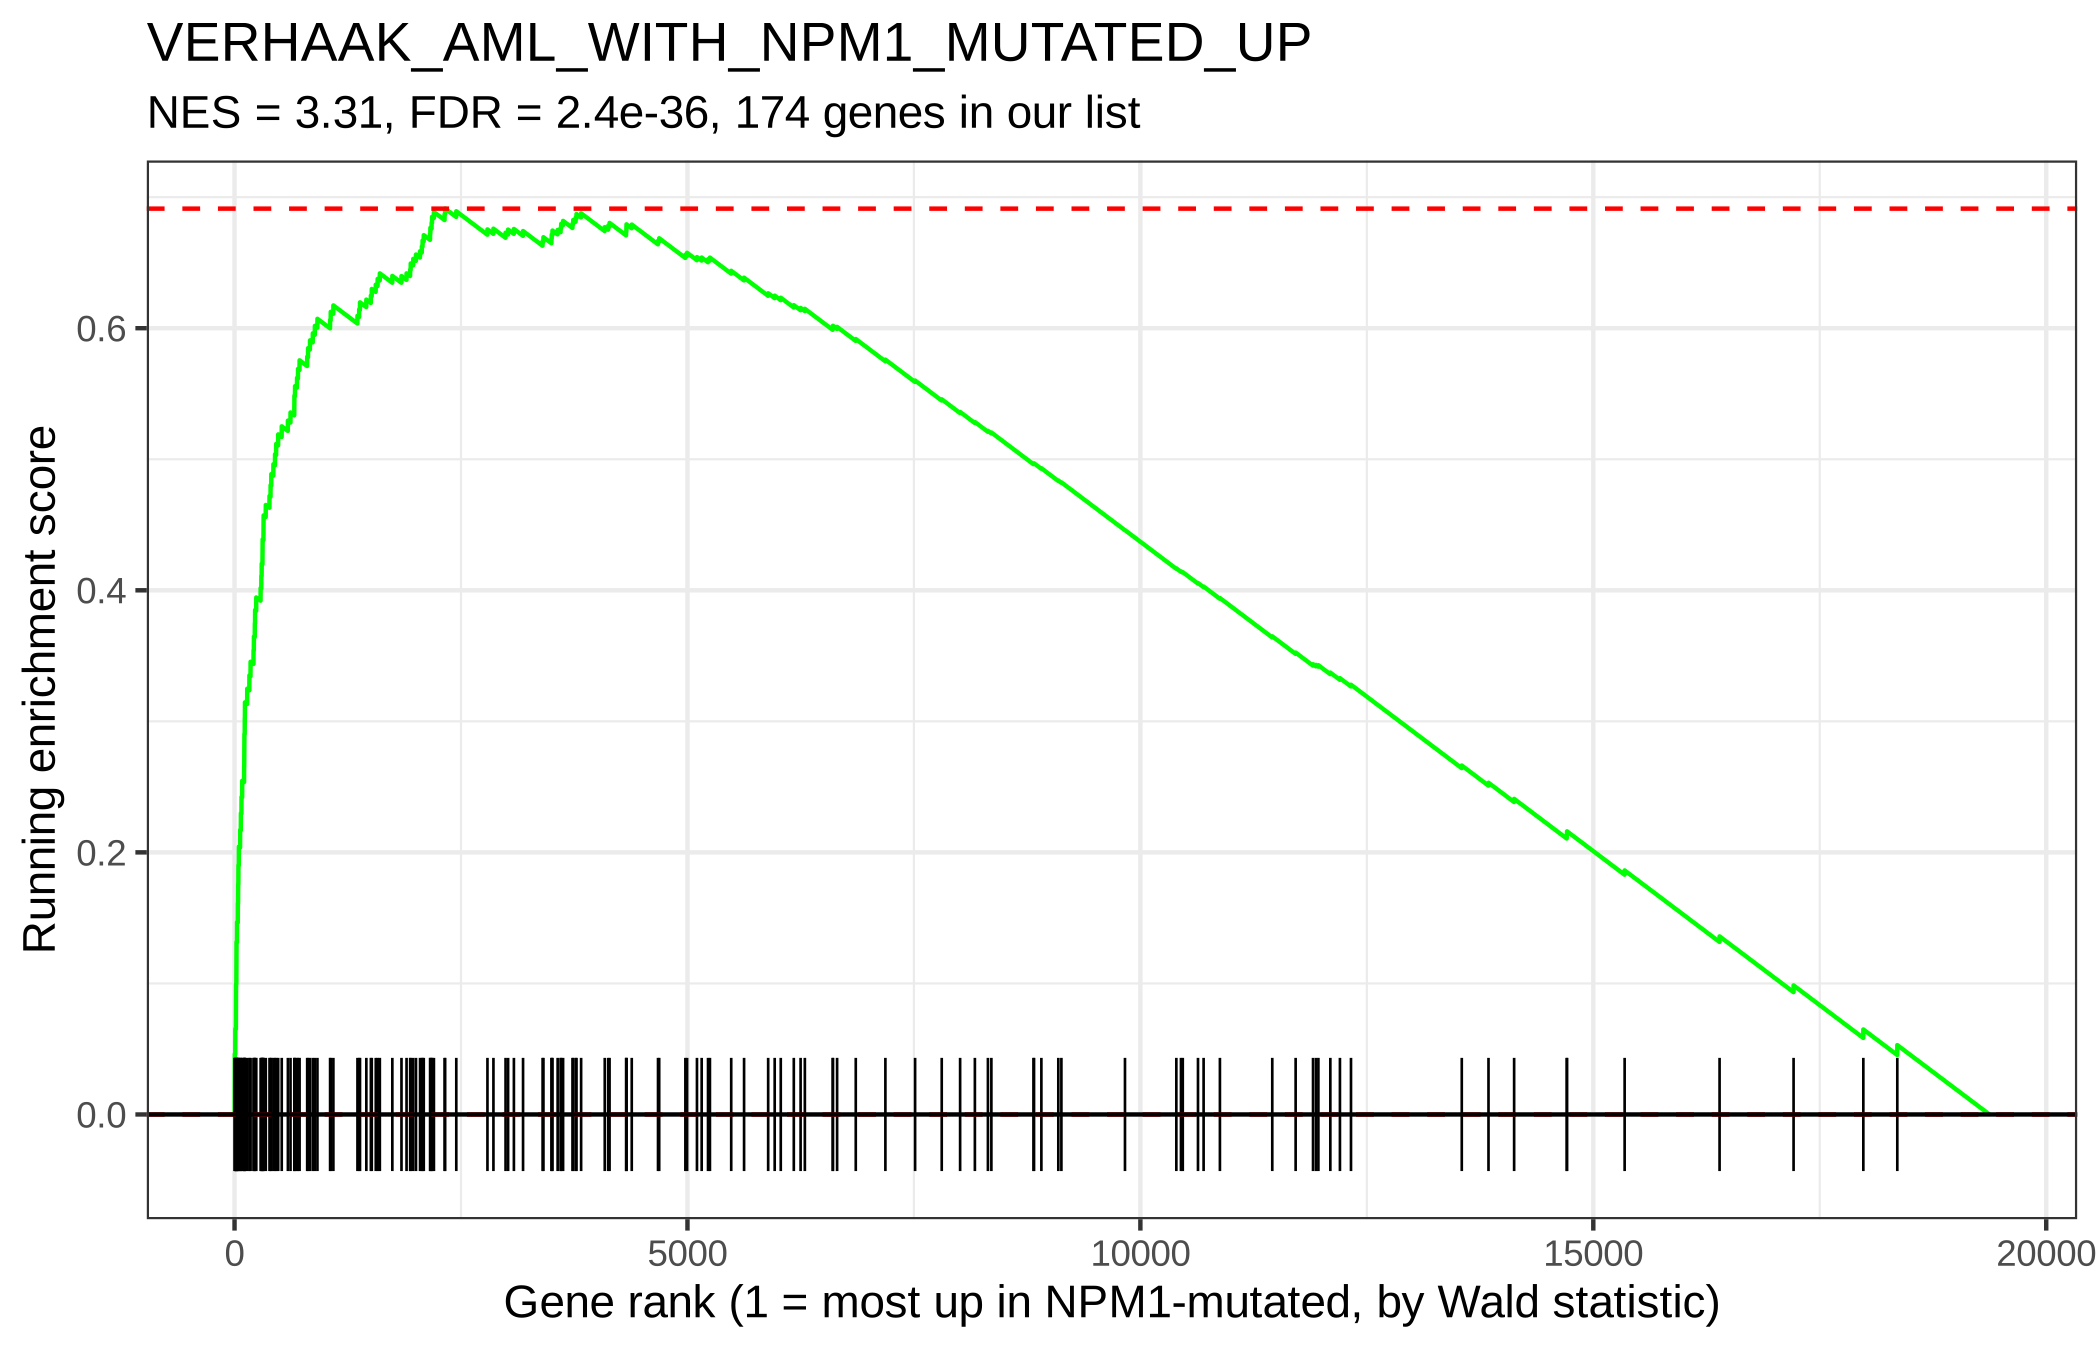 VERHAAK_AML_WITH_NPM1_MUTATED_UP
NES = 3.31, FDR = 2.4e-36, 174 genes in our list
Running enrichment score
0.6
0.4
0.2
0.0
0
5000
10000
15000
20000
Gene rank (1 = most up in NPM1-mutated, by Wald statistic)